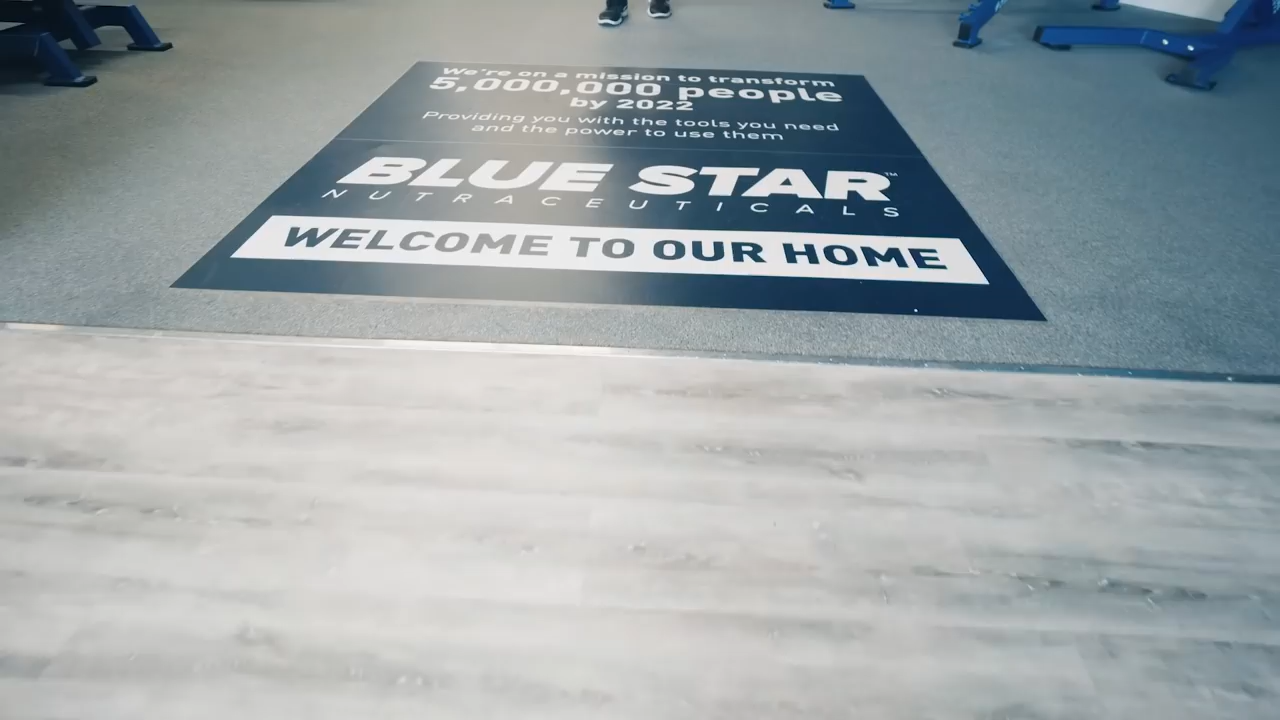 We're on a mission to transform
5,000,000 people
by 2022
Providing you with the tools you need
and the power to use them
BLUE STAR™
NUTRACEUTICALS
WELCOME TO OUR HOME